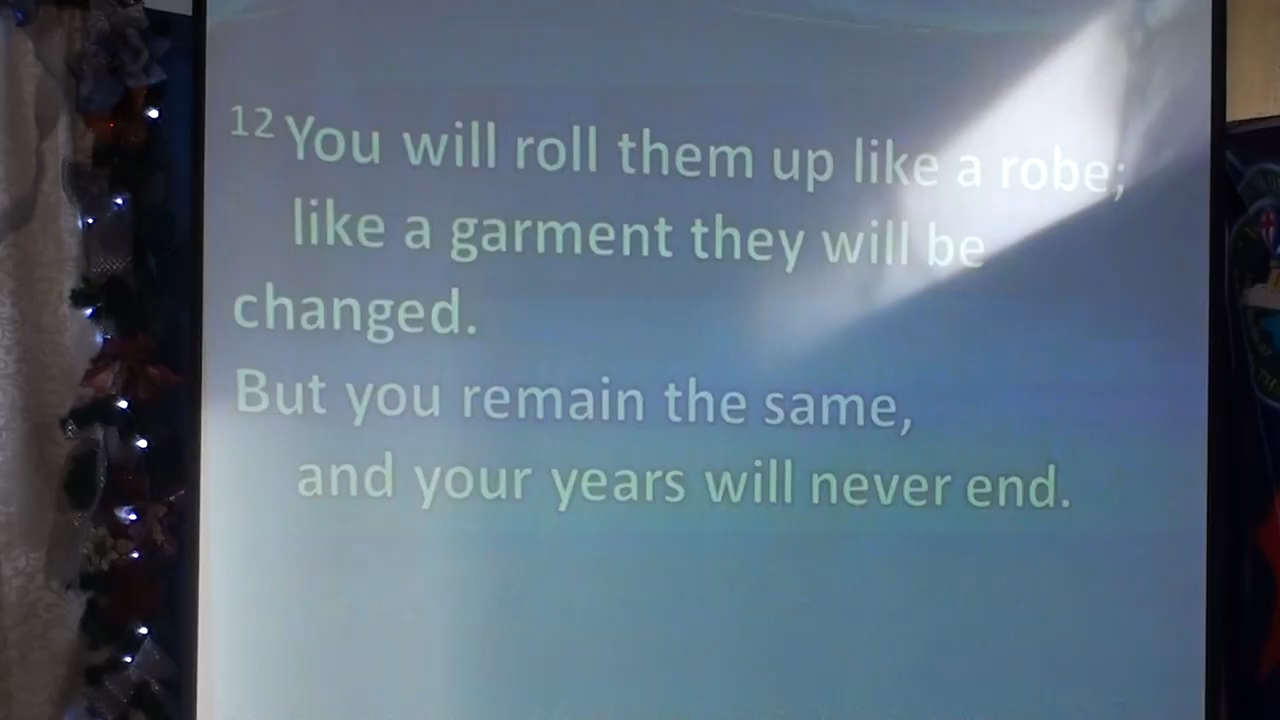 12 You will roll them up like a robe;
like a garment they will be
changed.
But you remain the same,
and your years will never end.